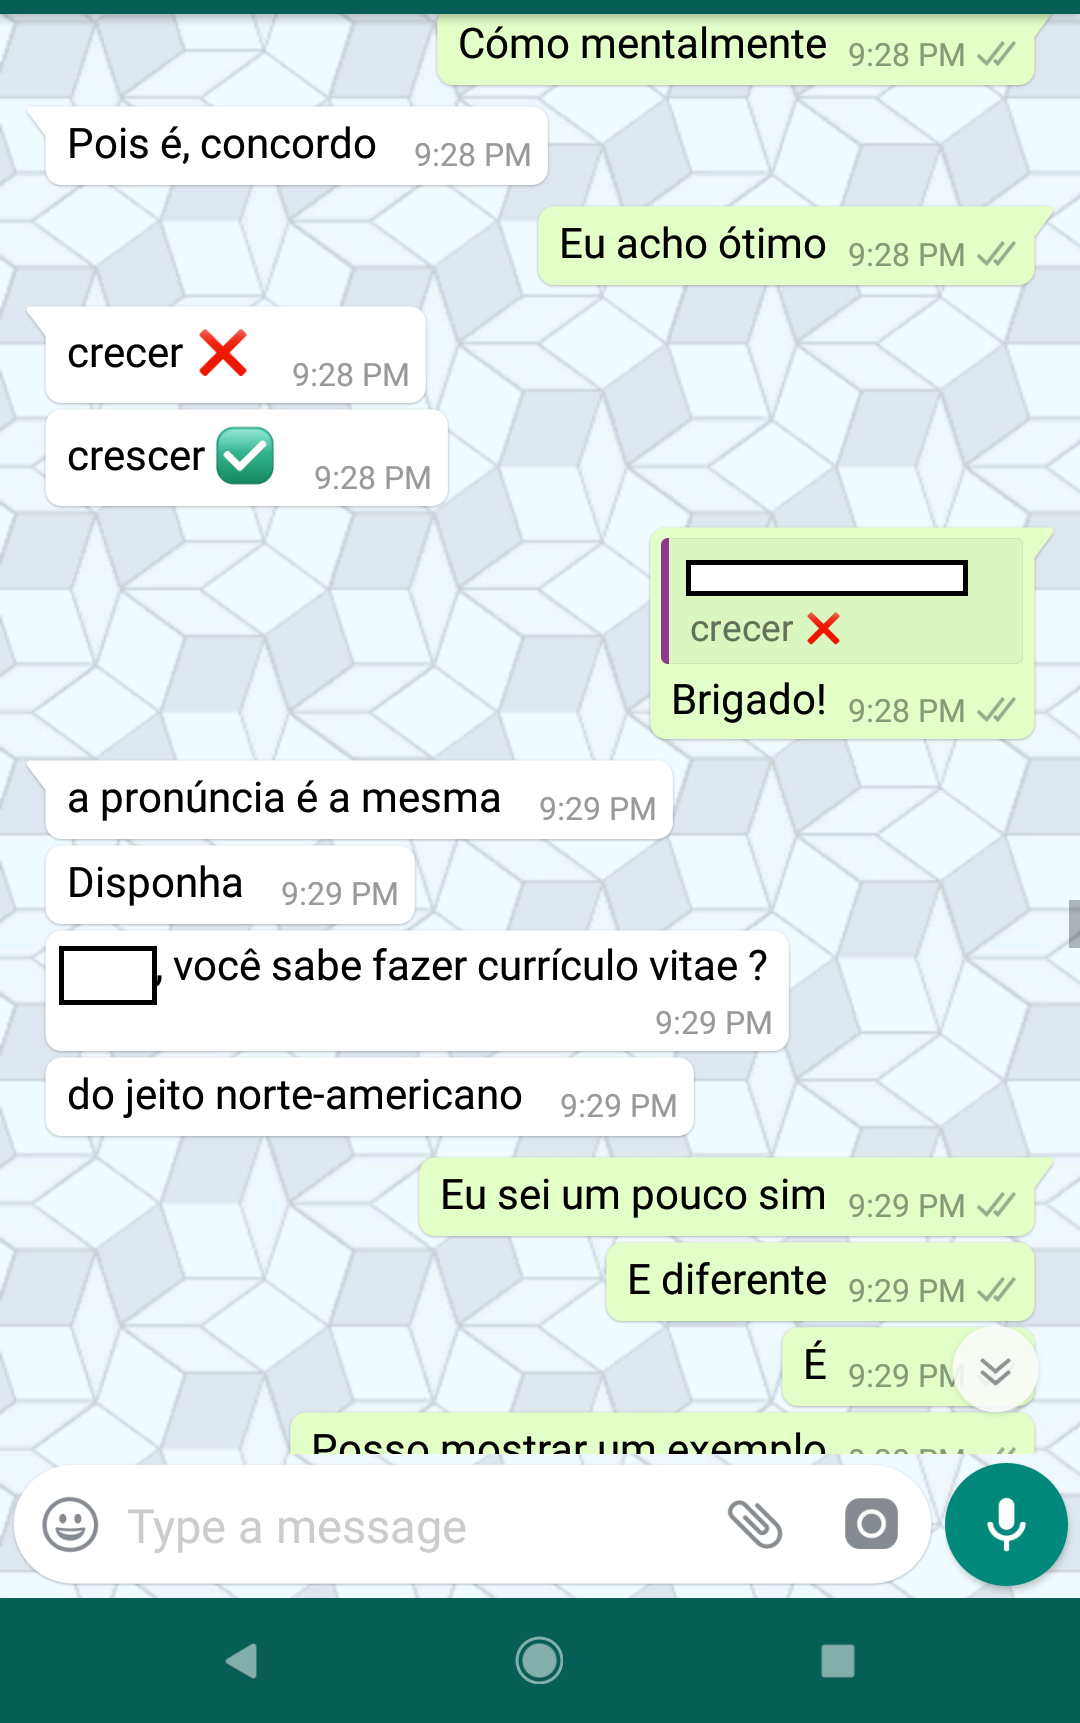 Cómo mentalmente 9:28 PM
Pois é, concordo 9:28 PM
Eu acho ótimo 9:28 PM
crecer ❌ 9:28 PM
crescer ✅ 9:28 PM
crecer ❌
Brigado! 9:28 PM
a pronúncia é a mesma 9:29 PM
Disponha 9:29 PM
, você sabe fazer currículo vitae ?
9:29 PM
do jeito norte-americano 9:29 PM
Eu sei um pouco sim 9:29 PM
E diferente 9:29 PM
É 9:29 PM
Posso mostrar um exemplo
Type a message